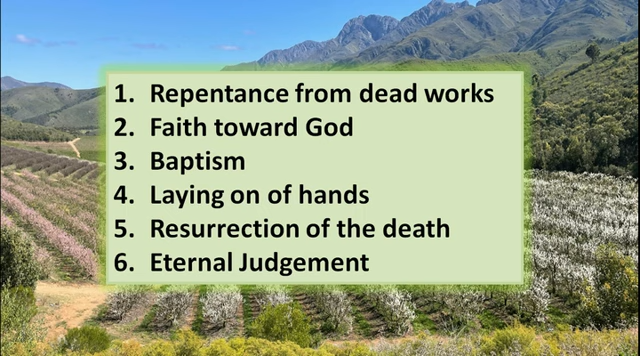 1. Repentance from dead works
2. Faith toward God
3. Baptism
4. Laying on of hands
5. Resurrection of the death
6. Eternal Judgement